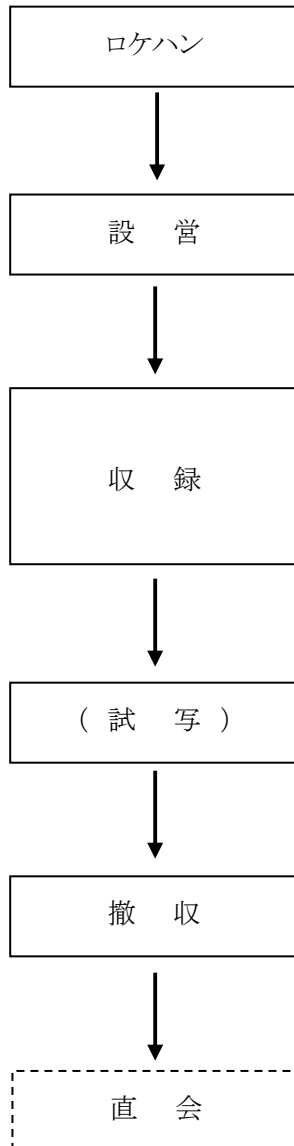 ロケハン
設 営
収 録
( 試 写 )
撤 収
直 会